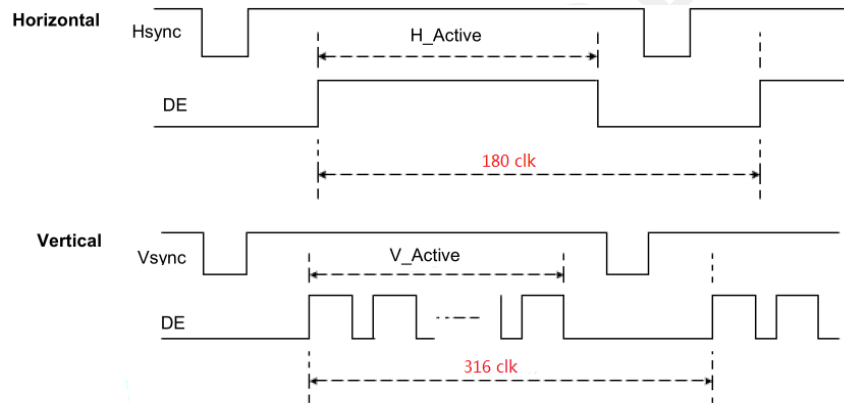 Horizontal
Hsync
H_Active
DE
180 clk
Vertical
Vsync
V_Active
DE
316 clk